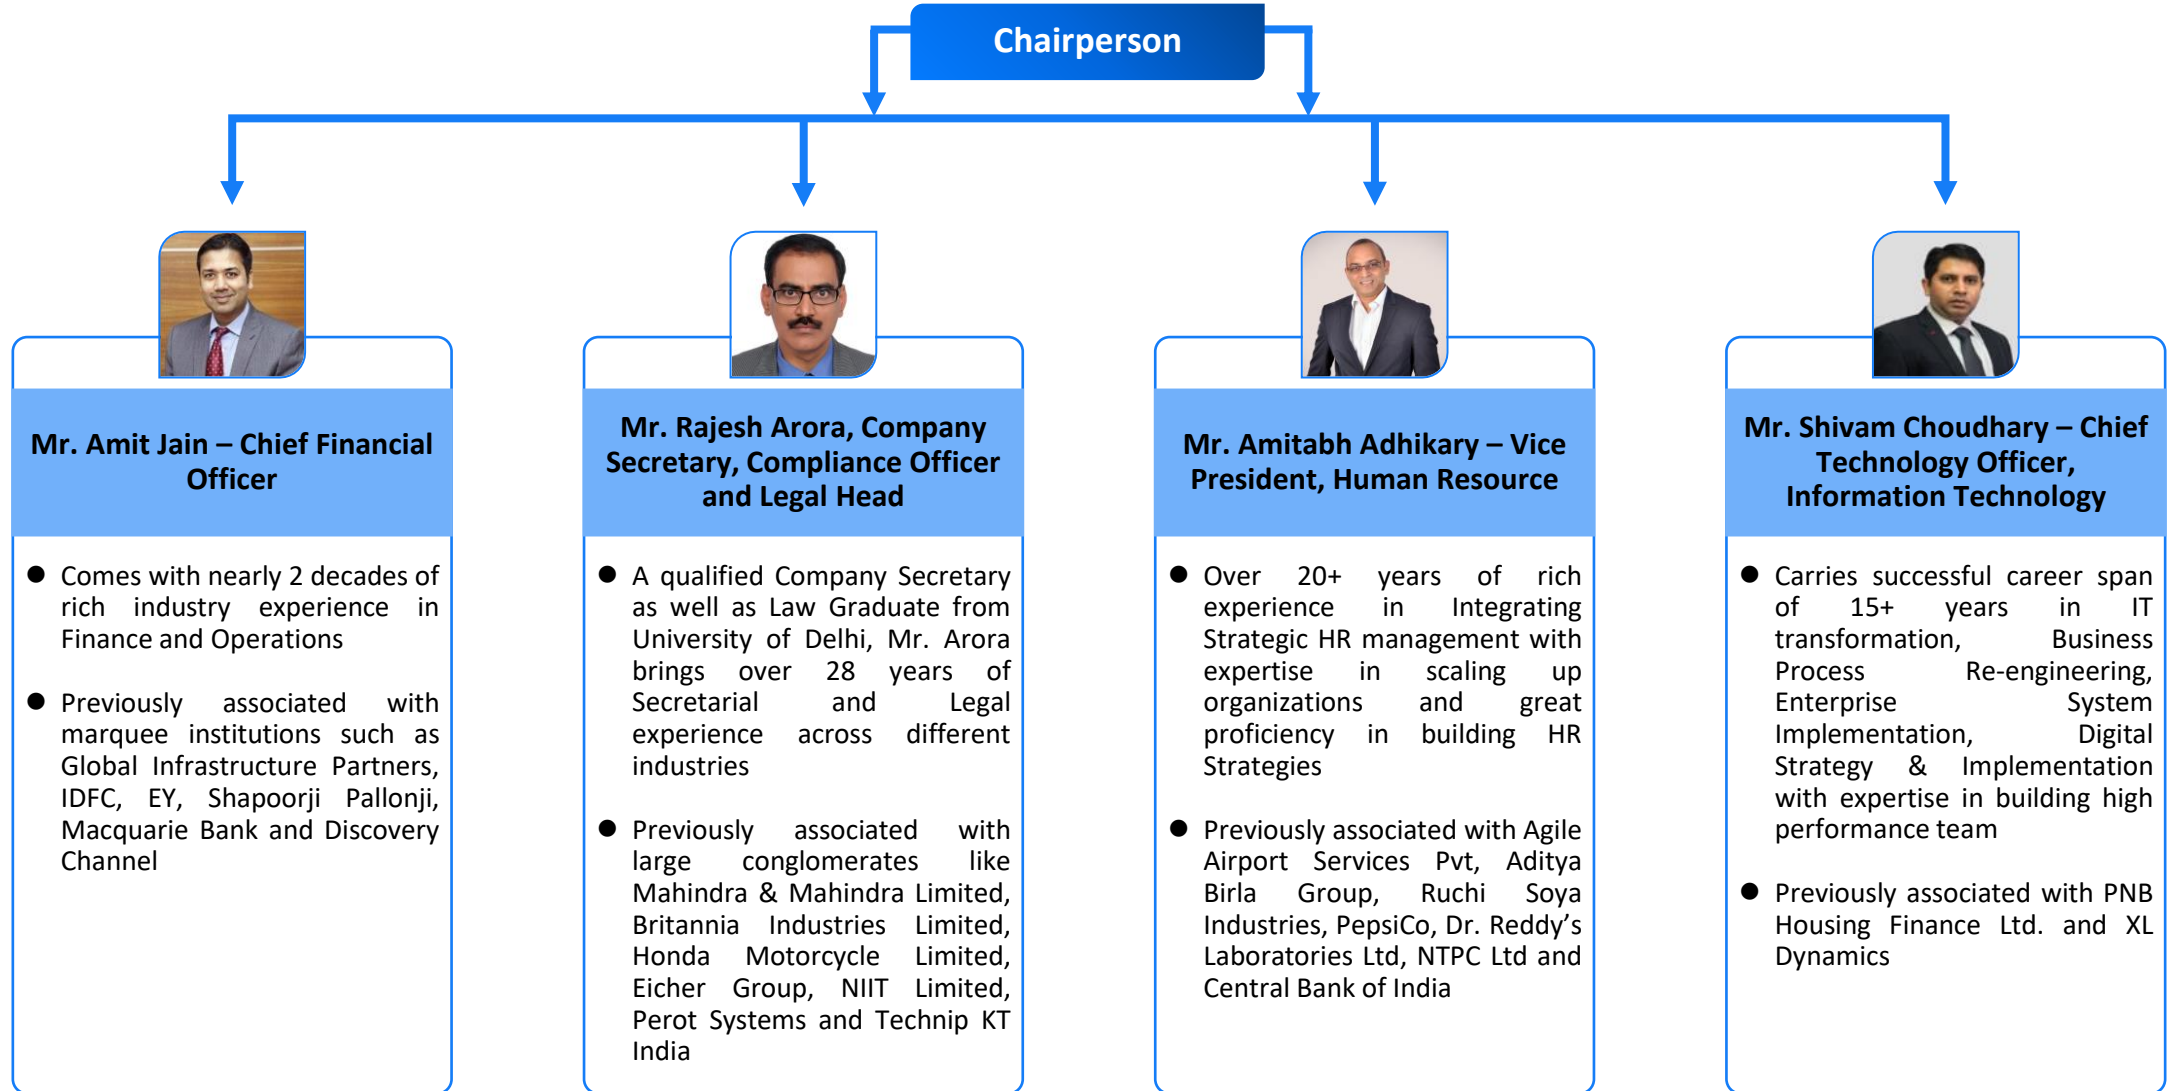 Chairperson
Mr. Amit Jain – Chief Financial
Officer
● Comes with nearly 2 decades of
rich industry experience in
Finance and Operations
● Previously associated with
marquee institutions such as
Global Infrastructure Partners,
IDFC, EY, Shapoorji Pallonji,
Macquarie Bank and Discovery
Channel
Mr. Rajesh Arora, Company
Secretary, Compliance Officer
and Legal Head
● A qualified Company Secretary
as well as Law Graduate from
University of Delhi, Mr. Arora
brings over 28 years of
Secretarial and Legal
experience across different
industries
● Previously associated with
large conglomerates like
Mahindra & Mahindra Limited,
Britannia Industries Limited,
Honda Motorcycle Limited,
Eicher Group, NIIT Limited,
Perot Systems and Technip KT
India
Mr. Amitabh Adhikary – Vice
President, Human Resource
● Over 20+ years of rich
experience in Integrating
Strategic HR management with
expertise in scaling up
organizations and great
proficiency in building HR
Strategies
● Previously associated with Agile
Airport Services Pvt, Aditya
Birla Group, Ruchi Soya
Industries, PepsiCo, Dr. Reddy’s
Laboratories Ltd, NTPC Ltd and
Central Bank of India
Mr. Shivam Choudhary – Chief
Technology Officer,
Information Technology
● Carries successful career span
of 15+ years in IT
transformation, Business
Process Re-engineering,
Enterprise System
Implementation, Digital
Strategy & Implementation
with expertise in building high
performance team
● Previously associated with PNB
Housing Finance Ltd. and XL
Dynamics